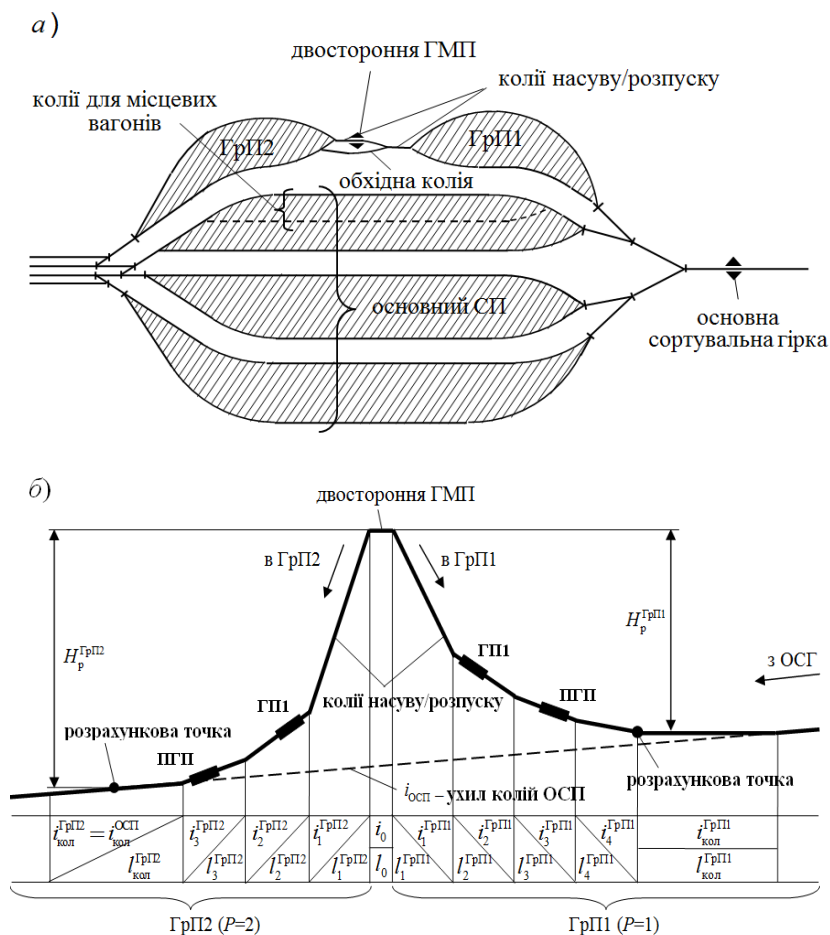 а)
двостороння ГМП
колії насуву/розпуску
колії для місцевих
вагонів
ГрП2
ГрП1
обхідна колія
основний СП
основна
сортувальна гірка
б)
двостороння ГМП
в ГрП2
в ГрП1
H_р^ГрП2
H_р^ГрП1
ГП1
з ОСГ
ГП1
колії насуву/розпуску
ПГП
розрахункова точка
ПГП
розрахункова точка
i_ОСП – ухил колій ОСП
i_кол^ГрП2 = i_кол^ОСП i_3^ГрП2 i_2^ГрП2 i_1^ГрП2 i_0 i_1^ГрП1 i_2^ГрП1 i_3^ГрП1 i_4^ГрП1 i_кол^ГрП1
l_кол^ГрП2 l_3^ГрП2 l_2^ГрП2 l_1^ГрП2 l_0 l_1^ГрП1 l_2^ГрП1 l_3^ГрП1 l_4^ГрП1 l_кол^ГрП1
ГрП2 (P=2) ГрП1 (P=1)